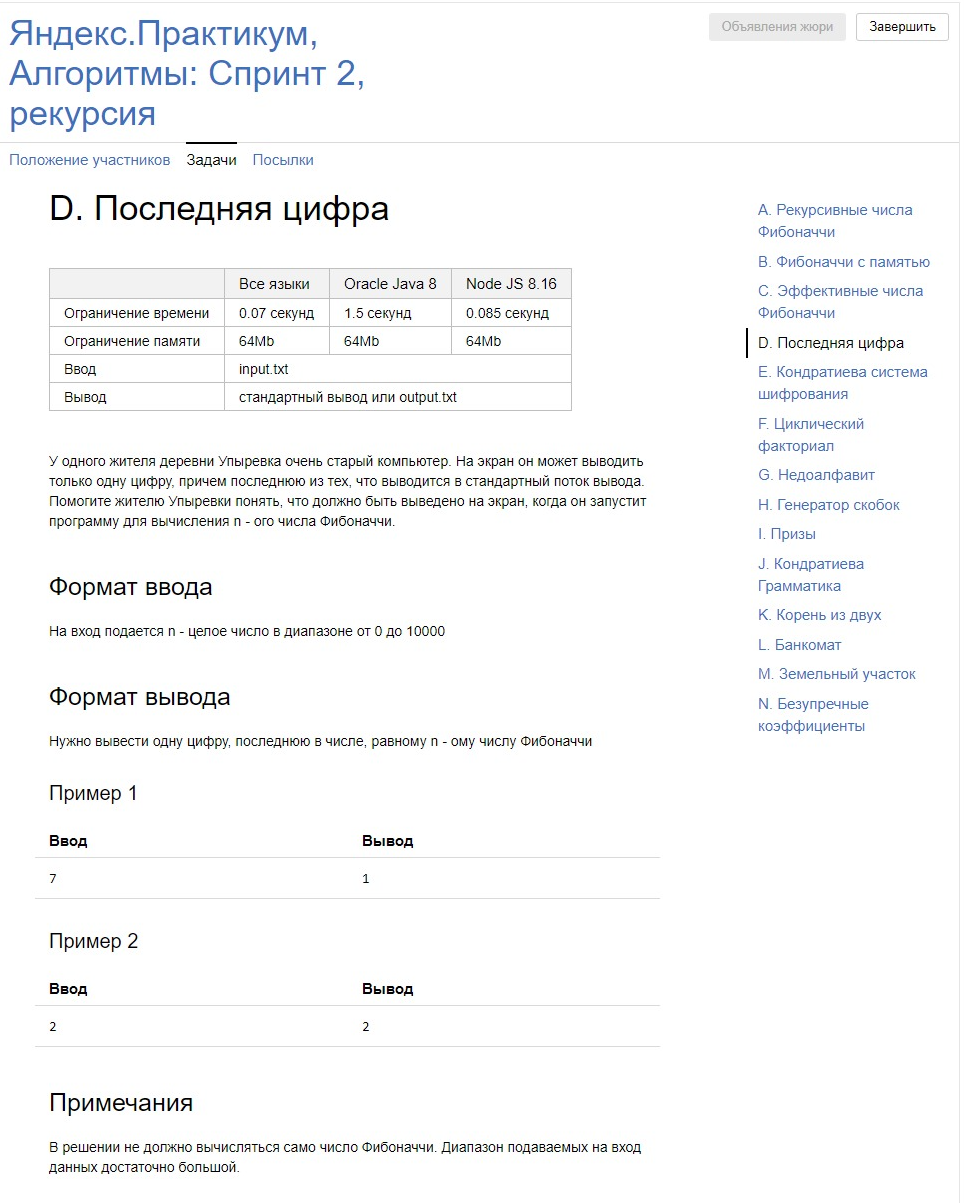 Яндекс.Практикум,
Алгоритмы: Спринт 2,
рекурсия
Объявления жюри
Завершить
Положение участников Задачи Посылки
D. Последняя цифра
Все языки Oracle Java 8 Node JS 8.16
Ограничение времени 0.07 секунд 1.5 секунд 0.085 секунд
Ограничение памяти 64Mb 64Mb 64Mb
Ввод input.txt
Вывод стандартный вывод или output.txt
У одного жителя деревни Упыревка очень старый компьютер. На экран он может выводить
только одну цифру, причем последнюю из тех, что выводится в стандартный поток вывода.
Помогите жителю Упыревки понять, что должно быть выведено на экран, когда он запустит
программу для вычисления n - ого числа Фибоначчи.
Формат ввода
На вход подается n - целое число в диапазоне от 0 до 10000
Формат вывода
Нужно вывести одну цифру, последнюю в числе, равному n - ому числу Фибоначчи
Пример 1
Ввод Вывод
7 1
Пример 2
Ввод Вывод
2 2
Примечания
В решении не должно вычисляться само число Фибоначчи. Диапазон подаваемых на вход
данных достаточно большой.
A. Рекурсивные числа
Фибоначчи
B. Фибоначчи с памятью
C. Эффективные числа
Фибоначчи
D. Последняя цифра
E. Кондратиева система
шифрования
F. Циклический
факториал
G. Недоалфавит
H. Генератор скобок
I. Призы
J. Кондратиева
Грамматика
K. Корень из двух
L. Банкомат
M. Земельный участок
N. Безупречные
коэффициенты